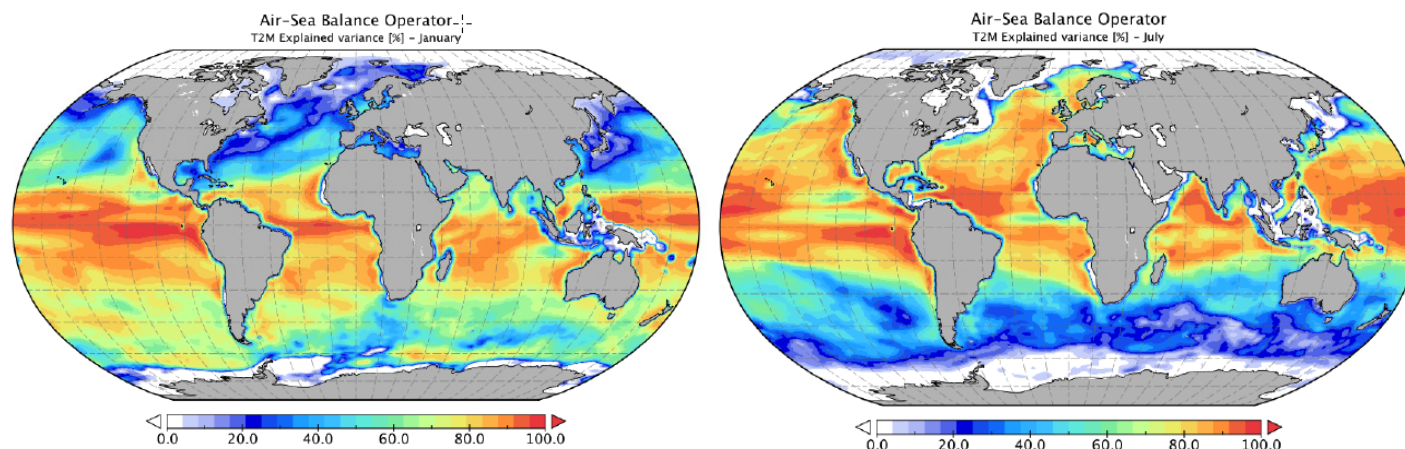 Air-Sea Balance Operator
T2M Explained variance [%] - January
0.0 20.0 40.0 60.0 80.0 100.0
Air-Sea Balance Operator
T2M Explained variance [%] - July
0.0 20.0 40.0 60.0 80.0 100.0